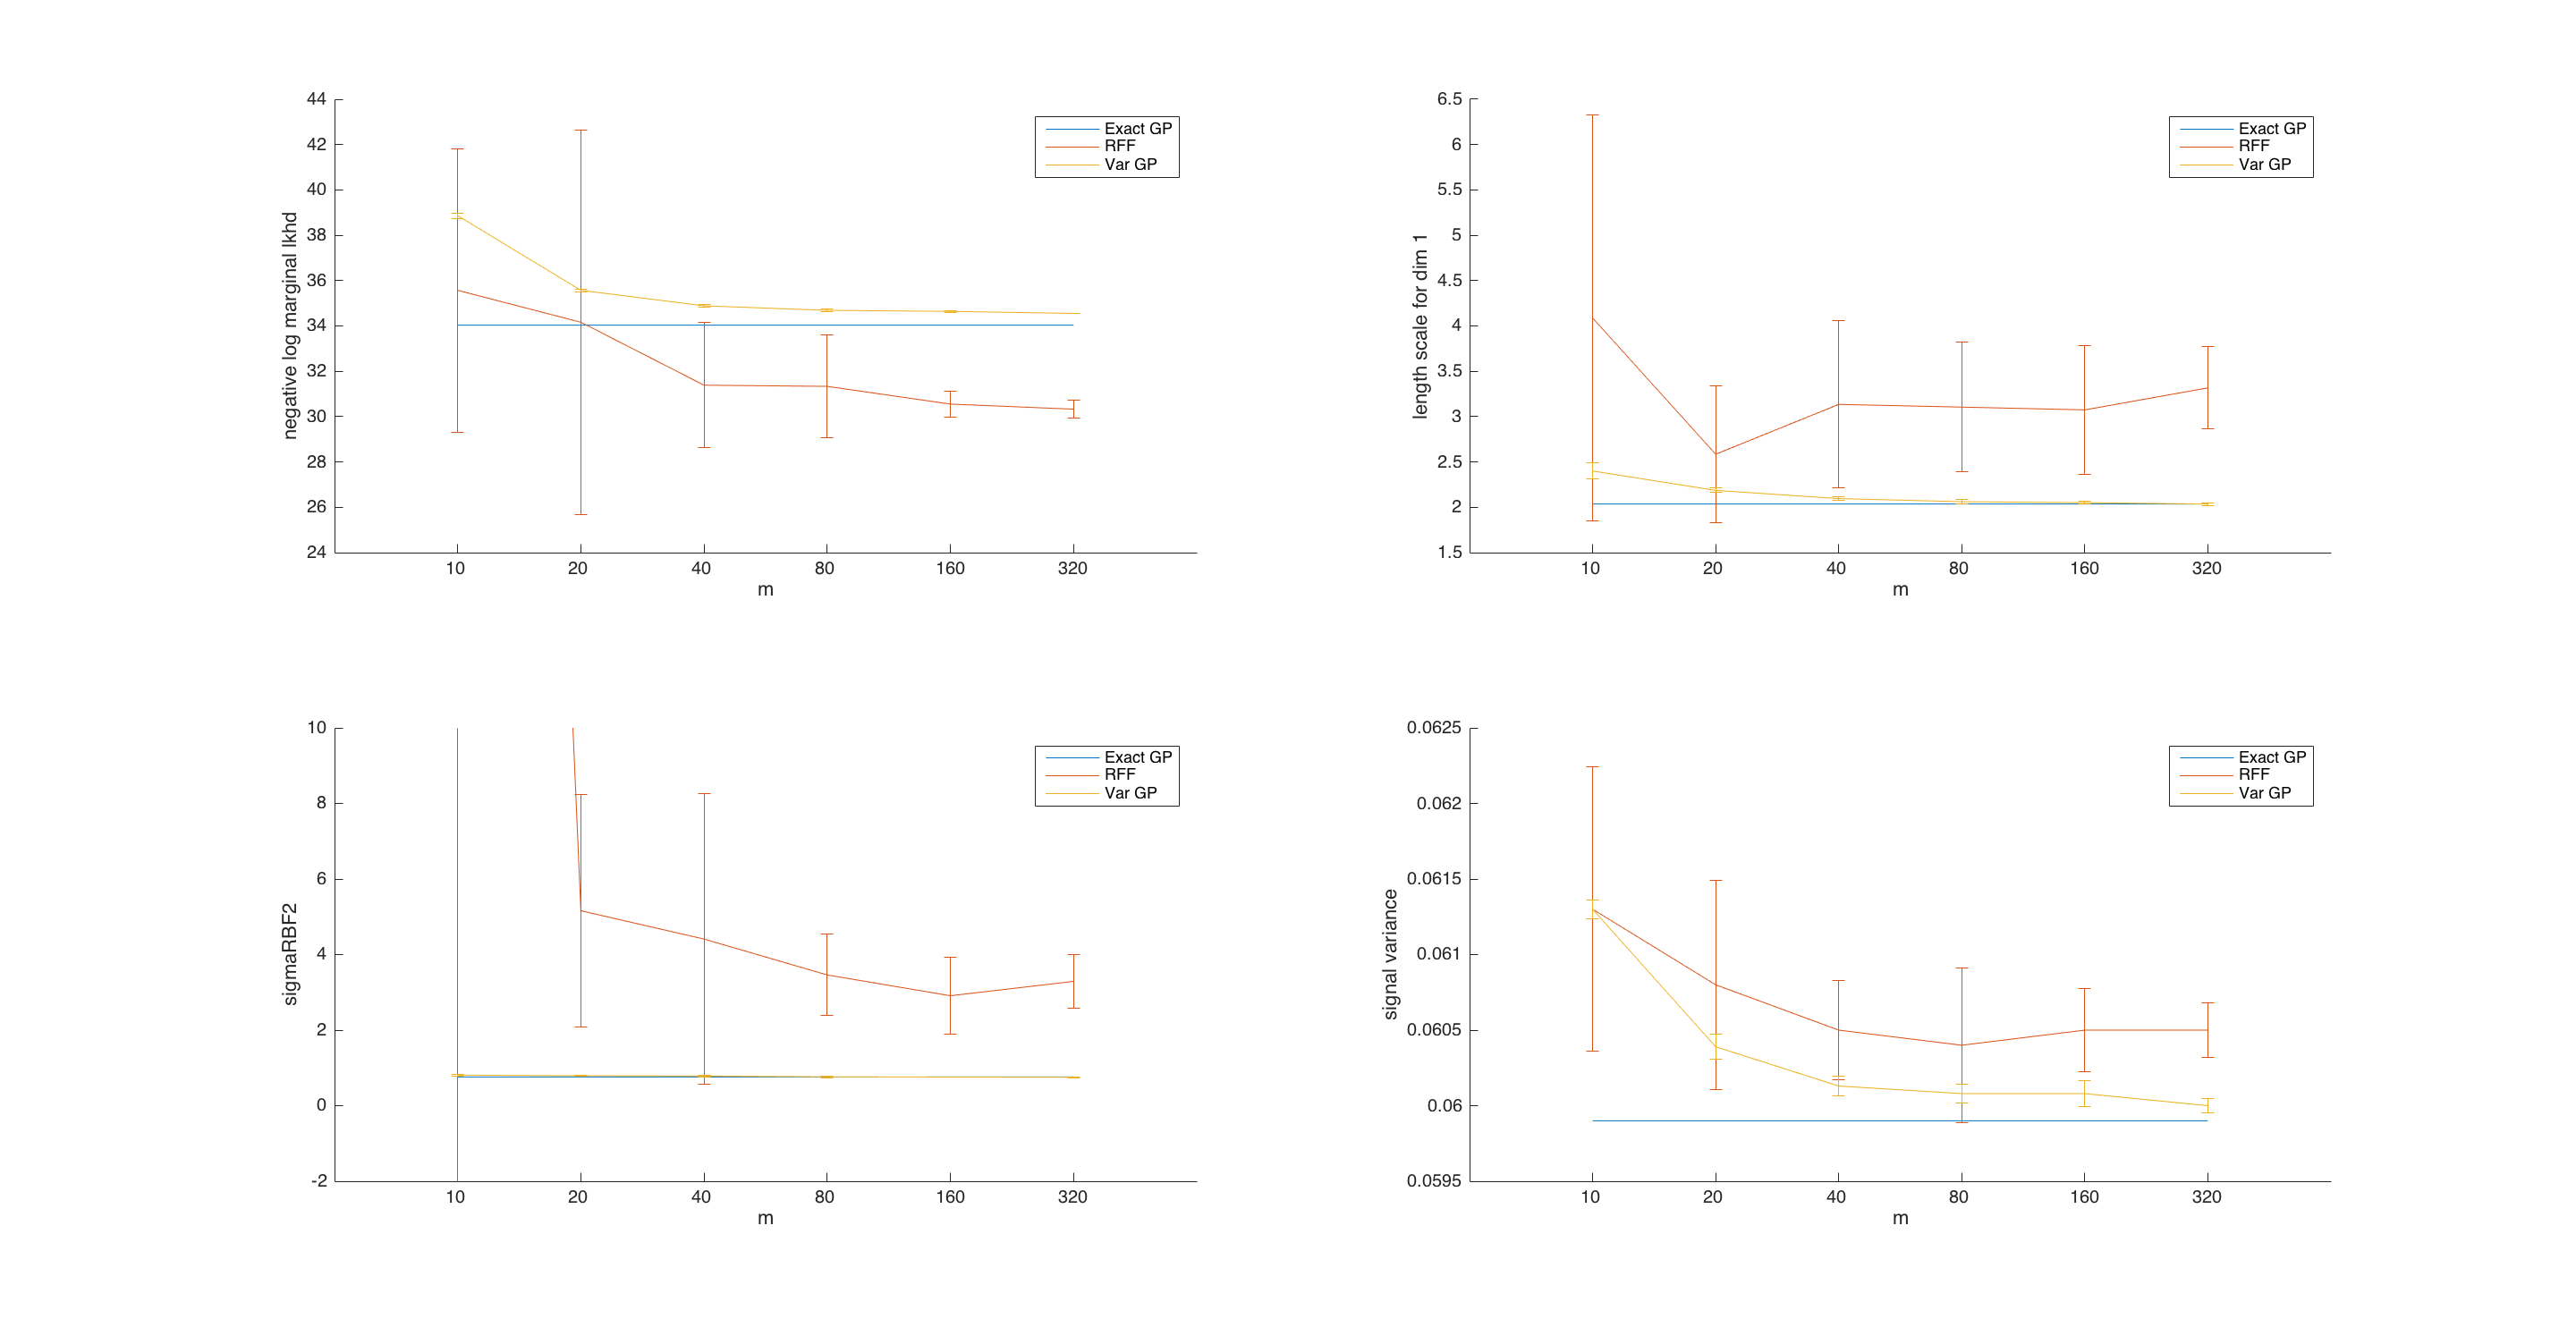 negative log marginal lkhd
44
42
40
38
36
34
32
30
28
26
24
10 20 40 80 160 320
m
Exact GP
RFF
Var GP
length scale for dim 1
6.5
6
5.5
5
4.5
4
3.5
3
2.5
2
1.5
10 20 40 80 160 320
m
Exact GP
RFF
Var GP
sigmaRBF2
10
8
6
4
2
0
-2
10 20 40 80 160 320
m
Exact GP
RFF
Var GP
signal variance
0.0625
0.062
0.0615
0.061
0.0605
0.06
0.0595
10 20 40 80 160 320
m
Exact GP
RFF
Var GP